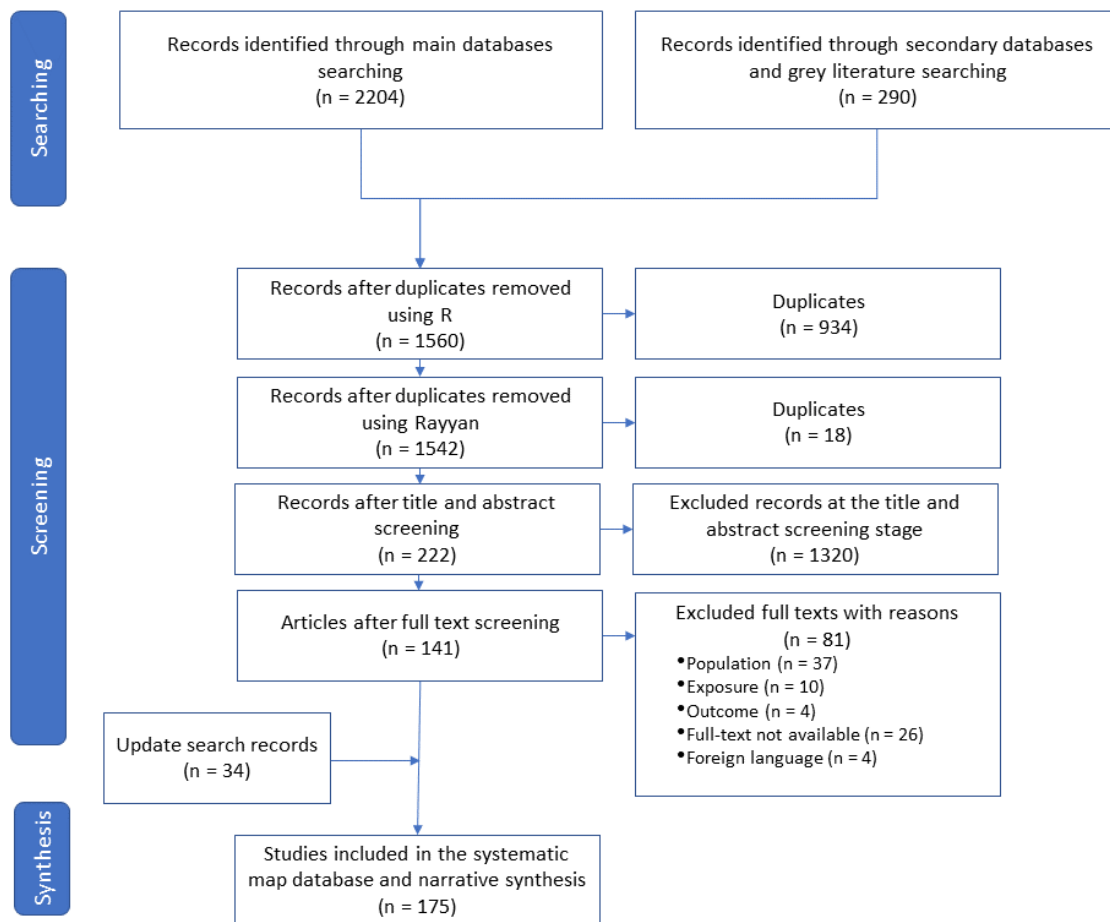 Searching
Records identified through main databases
searching
(n = 2204)
Records identified through secondary databases
and grey literature searching
(n = 290)
Screening
Records after duplicates removed
using R
(n = 1560)
Duplicates
(n = 934)
Records after duplicates removed
using Rayyan
(n = 1542)
Duplicates
(n = 18)
Records after title and abstract
screening
(n = 222)
Excluded records at the title and
abstract screening stage
(n = 1320)
Articles after full text screening
(n = 141)
Excluded full texts with reasons
(n = 81)
•Population (n = 37)
•Exposure (n = 10)
•Outcome (n = 4)
•Full-text not available (n = 26)
•Foreign language (n = 4)
Update search records
(n = 34)
Synthesis
Studies included in the systematic
map database and narrative synthesis
(n = 175)